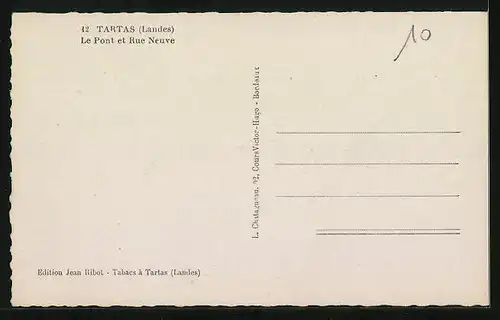 12 TARTAS (Landes)
Le Pont et Rue Neuve
10
L. Chatagneau, 92, Cours Victor-Hugo - Bordeaux
Edition Jean Ribot - Tabacs à Tartas (Landes)